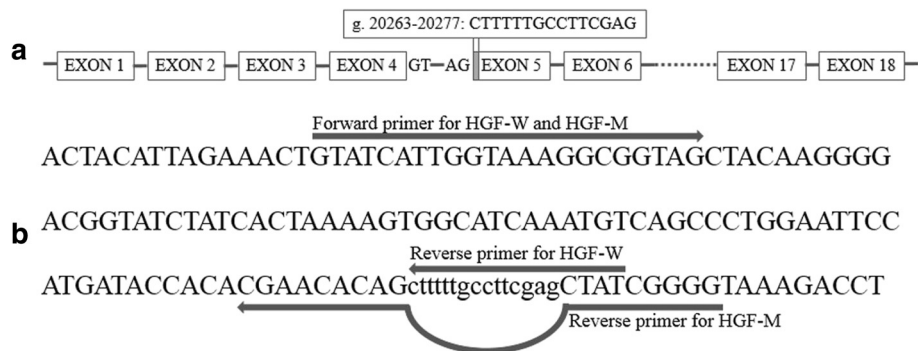 g. 20263-20277: CTTTTTGCCTTCGAG
a
EXON 1 EXON 2 EXON 3 EXON 4 GT AG EXON 5 EXON 6 EXON 17 EXON 18
Forward primer for HGF-W and HGF-M
ACTACATTAGAAACTGTATCATTGGTAAAGGCGGTAGCTACAAGGGG
ACGGTATCTATCACTAAAAGTGGCATCAAATGTCAGCCCTGGAATTCC
b
Reverse primer for HGF-W
ATGATACCACACGAACACAGctttttgccttcgagCTATCGGGGTAAAGACCT
Reverse primer for HGF-M